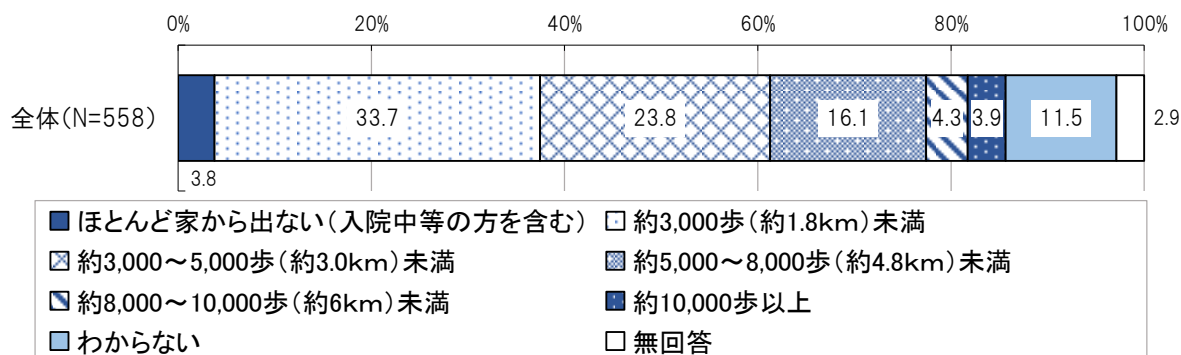 0% 20% 40% 60% 80% 100%
全体(N=558) 33.7 23.8 16.1 4.3 3.9 11.5 2.9
3.8
ほとんど家から出ない(入院中等の方を含む) 約3,000歩(約1.8km)未満
約3,000～5,000歩(約3.0km)未満 約5,000～8,000歩(約4.8km)未満
約8,000～10,000歩(約6km)未満 約10,000歩以上
わからない 無回答